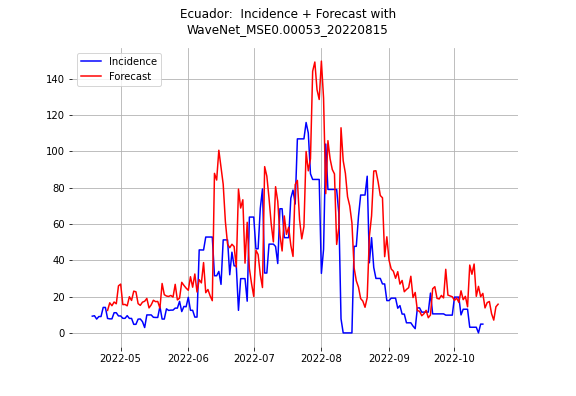 Ecuador:  Incidence + Forecast with
WaveNet_MSE0.00053_20220815
Incidence
Forecast
140
120
100
80
60
40
20
0
2022-05 2022-06 2022-07 2022-08 2022-09 2022-10